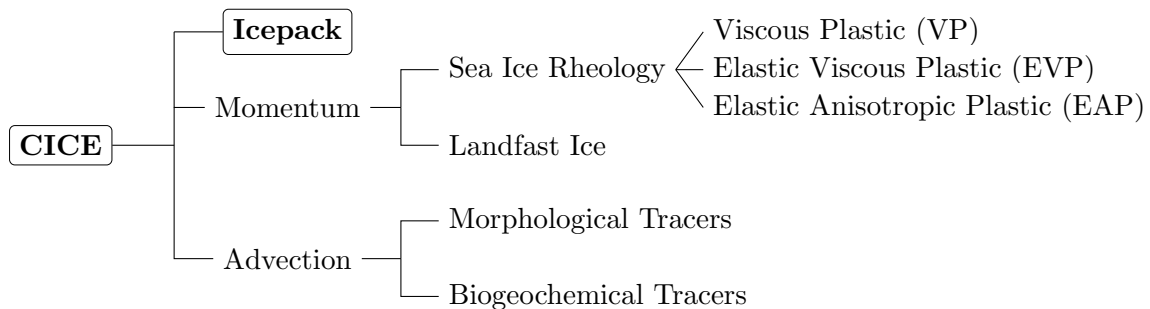 Icepack
Viscous Plastic (VP)
Sea Ice Rheology
Elastic Viscous Plastic (EVP)
Momentum
Elastic Anisotropic Plastic (EAP)
CICE
Landfast Ice
Morphological Tracers
Advection
Biogeochemical Tracers